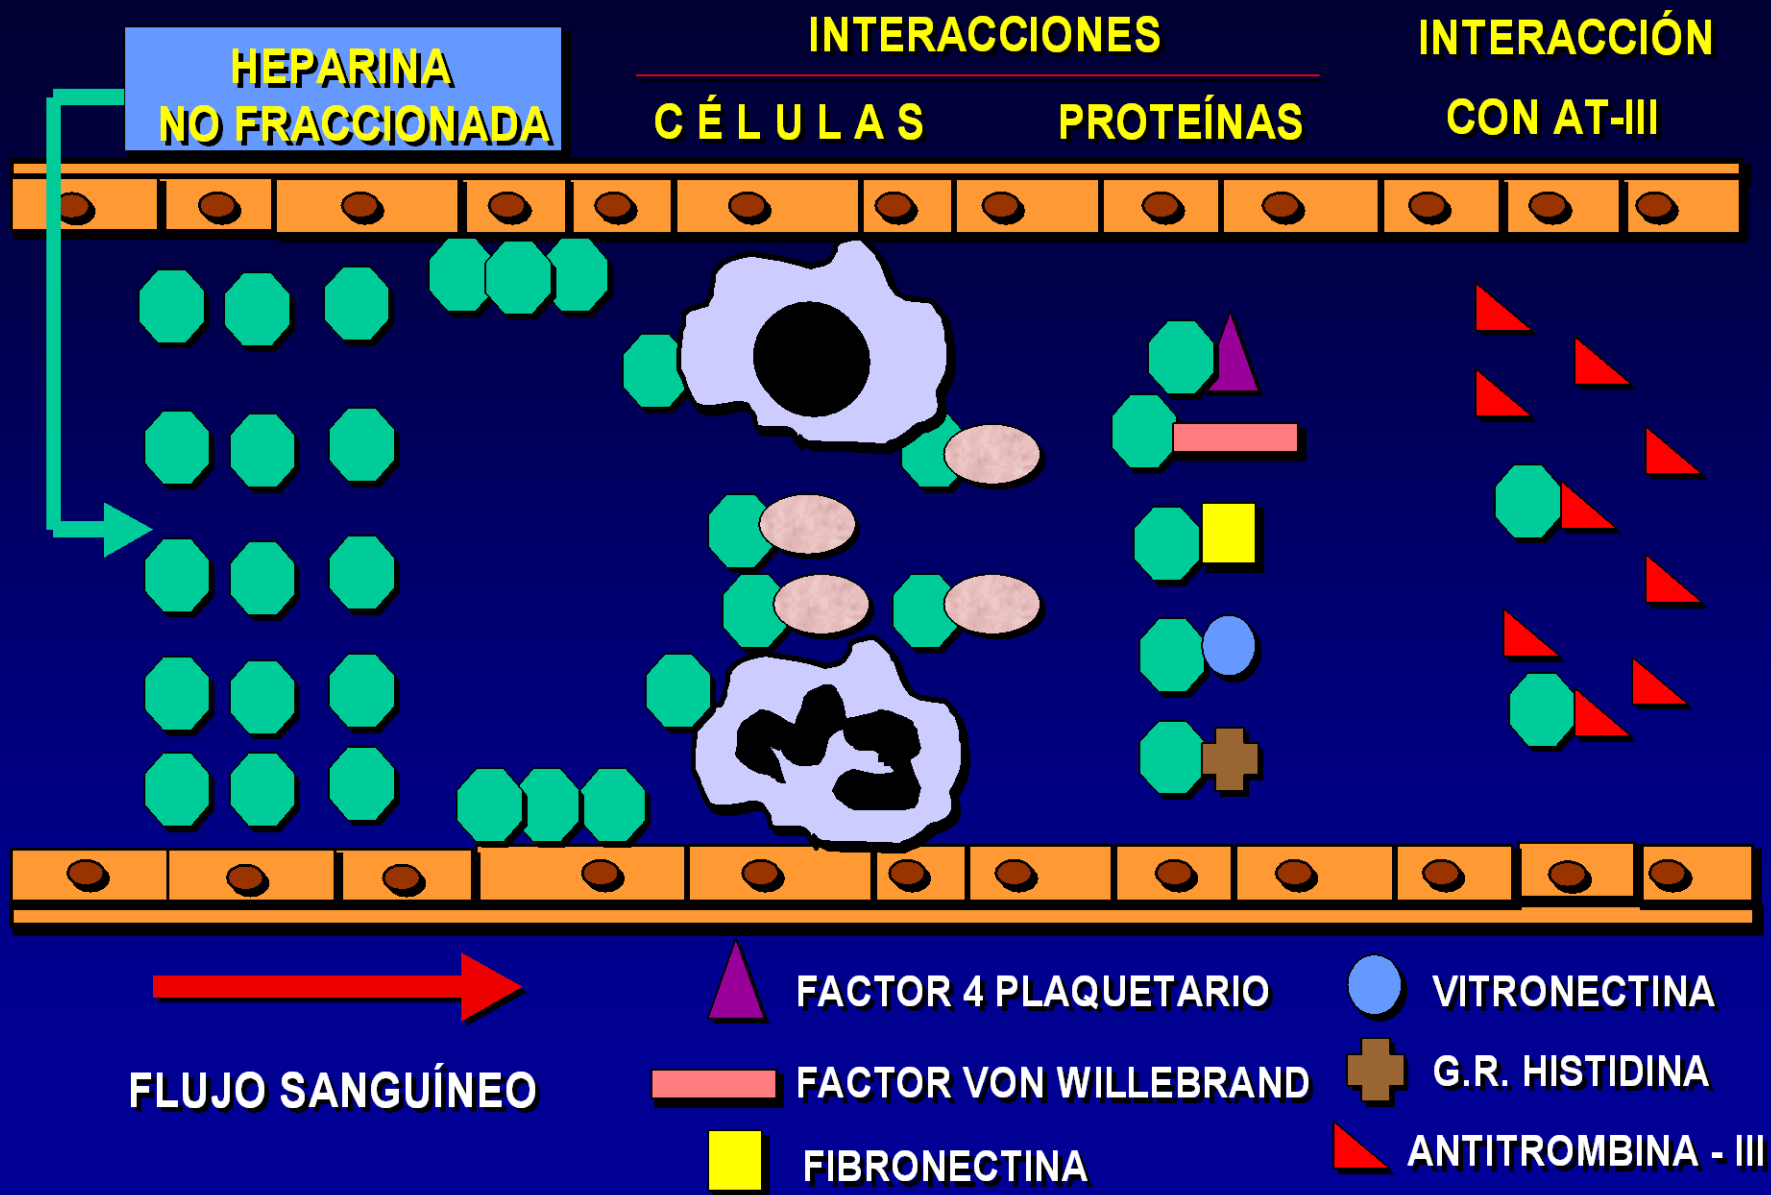 HEPARINA
NO FRACCIONADA
INTERACCIONES
C É L U L A S
PROTEÍNAS
INTERACCIÓN
CON AT-III
FLUJO SANGUÍNEO
FACTOR 4 PLAQUETARIO
FACTOR VON WILLEBRAND
FIBRONECTINA
VITRONECTINA
G.R. HISTIDINA
ANTITROMBINA - III